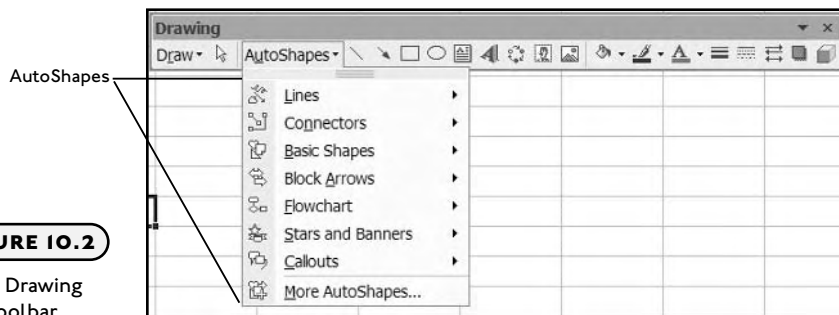 Drawing
Draw AutoShapes
AutoShapes
Lines
Connectors
Basic Shapes
Block Arrows
Flowchart
Stars and Banners
Callouts
More AutoShapes...
URE 10.2
Drawing
oolbar